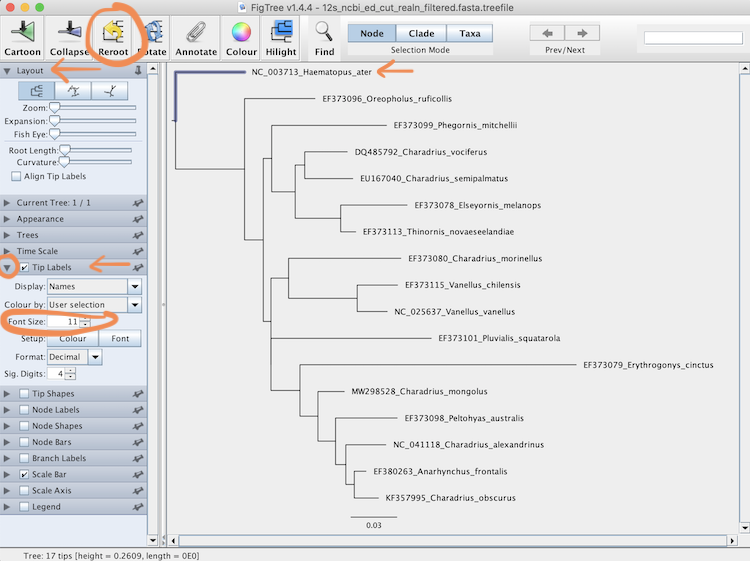 FigTree v1.4.4 - 12s_ncbi_ed_cut_realn_filtered.fasta.treefile
Cartoon Collapse Reroot Rotate Annotate Colour Hilight Find
Node Clade Taxa
Selection Mode
Prev/Next
Layout
Zoom:
Expansion:
Fish Eye:
Root Length:
Curvature:
Align Tip Labels
Current Tree: 1 / 1
Appearance
Trees
Time Scale
Tip Labels
Display: Names
Colour by: User selection
Font Size: 11
Setup: Colour Font
Format: Decimal
Sig. Digits: 4
Tip Shapes
Node Labels
Node Shapes
Node Bars
Branch Labels
Scale Bar
Scale Axis
Legend
NC_003713_Haematopus_ater
EF373096_Oreopholus_ruficollis
EF373099_Phegornis_mitchellii
DQ485792_Charadrius_vociferus
EU167040_Charadrius_semipalmatus
EF373078_Elseyornis_melanops
EF373113_Thinornis_novaeseelandiae
EF373080_Charadrius_morinellus
EF373115_Vanellus_chilensis
NC_025637_Vanellus_vanellus
EF373101_Pluvialis_squatarola
EF373079_Erythrogonys_cinctus
MW298528_Charadrius_mongolus
EF373098_Peltohyas_australis
NC_041118_Charadrius_alexandrinus
EF380263_Anarhynchus_frontalis
KF357995_Charadrius_obscurus
0.03
Tree: 17 tips [height = 0.2609, length = 0E0]